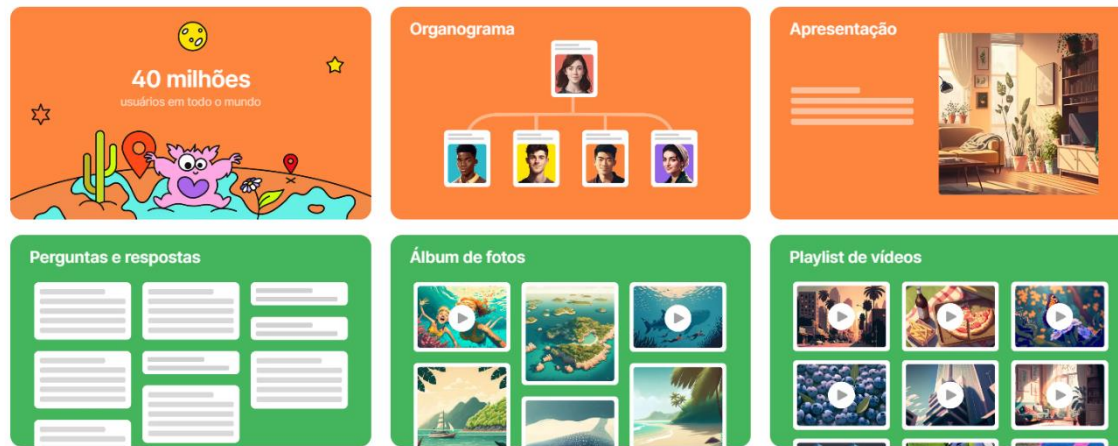 40 milhões
usuários em todo o mundo
Organograma
Apresentação
Perguntas e respostas
Álbum de fotos
Playlist de vídeos